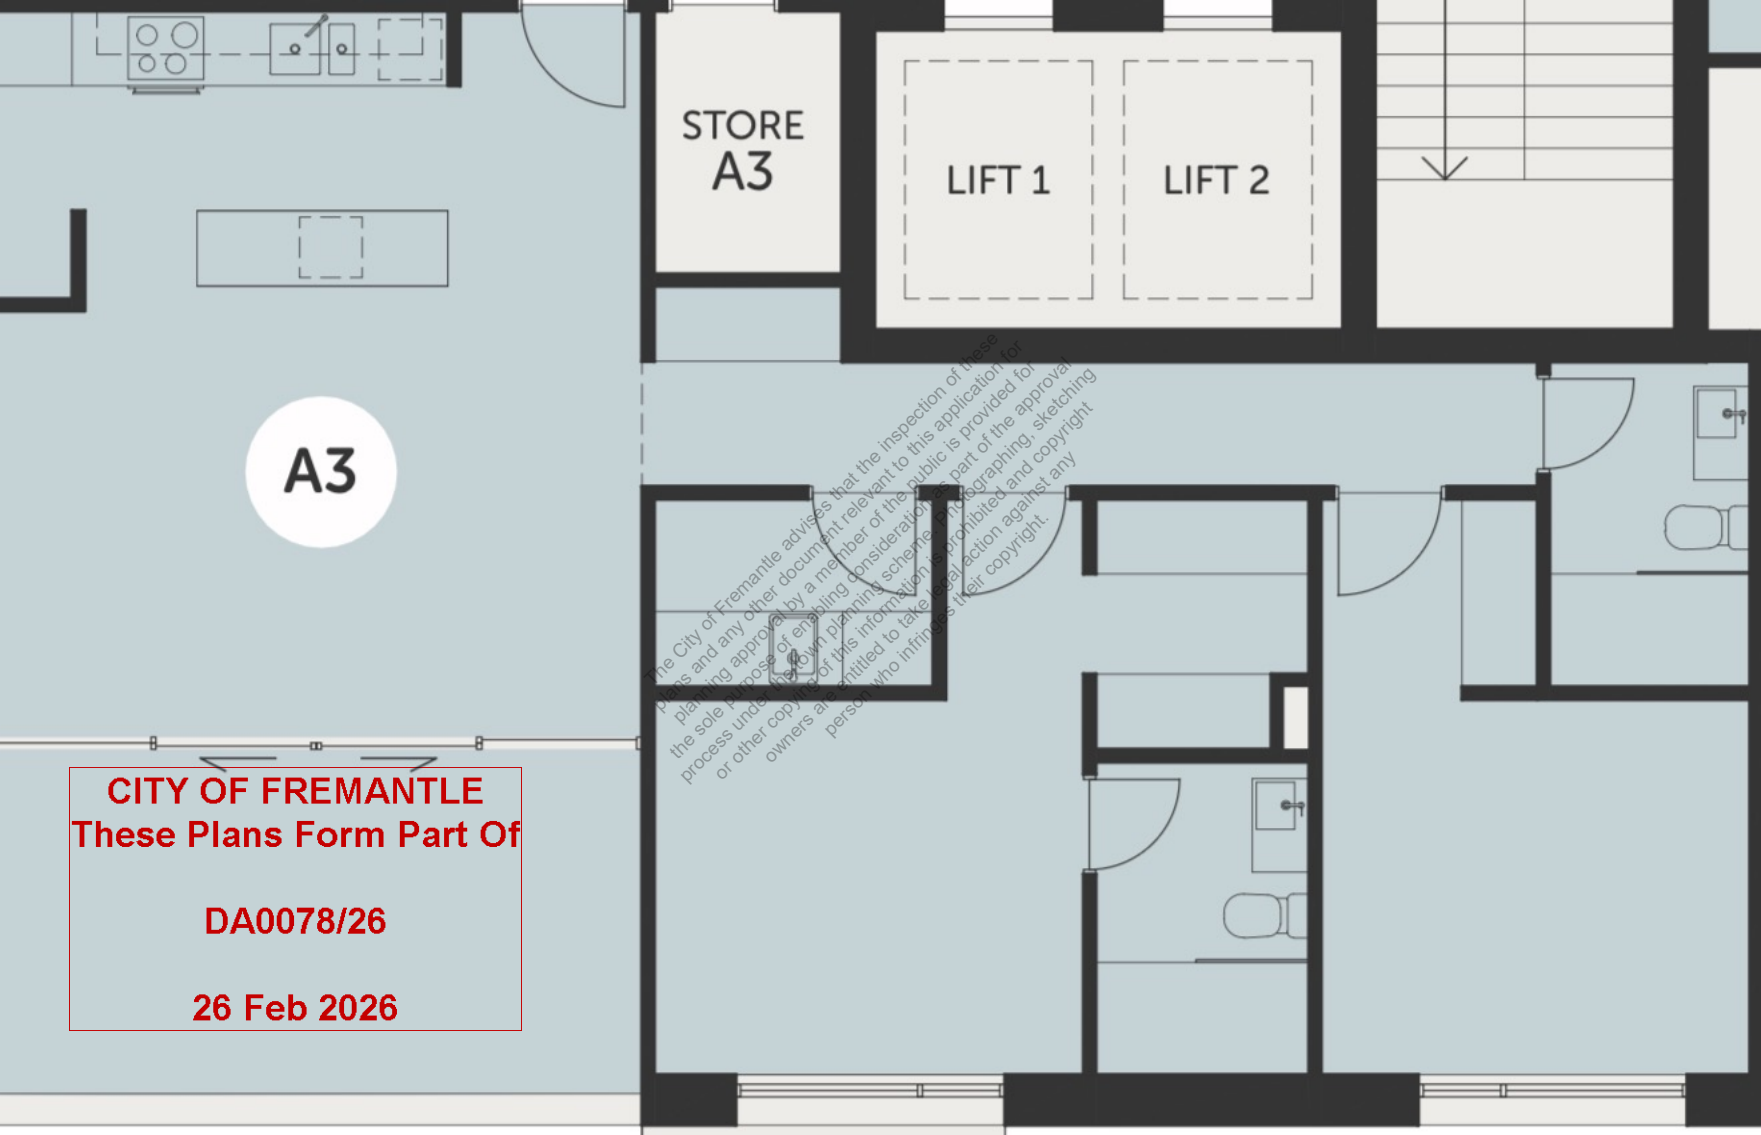 STORE
A3
LIFT 1
LIFT 2
A3
The City of Fremantle advises that the inspection of these
plans and any other document relevant to this application for
planning approval by a member of the public is provided for
the sole purpose of enabling consideration as part of the approval
process under the town planning scheme. Photographing, sketching
or other copying of this information is prohibited and copyright
owners are entitled to take legal action against any
person who infringes their copyright.
CITY OF FREMANTLE
These Plans Form Part Of
DA0078/26
26 Feb 2026